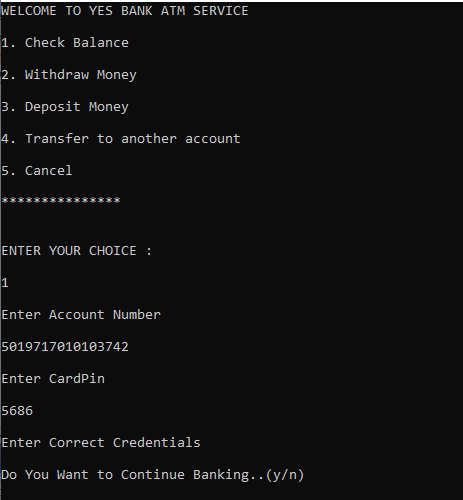 WELCOME TO YES BANK ATM SERVICE
1. Check Balance
2. Withdraw Money
3. Deposit Money
4. Transfer to another account
5. Cancel
***************
ENTER YOUR CHOICE :
1
Enter Account Number
5019717010103742
Enter CardPin
5686
Enter Correct Credentials
Do You Want to Continue Banking..(y/n)